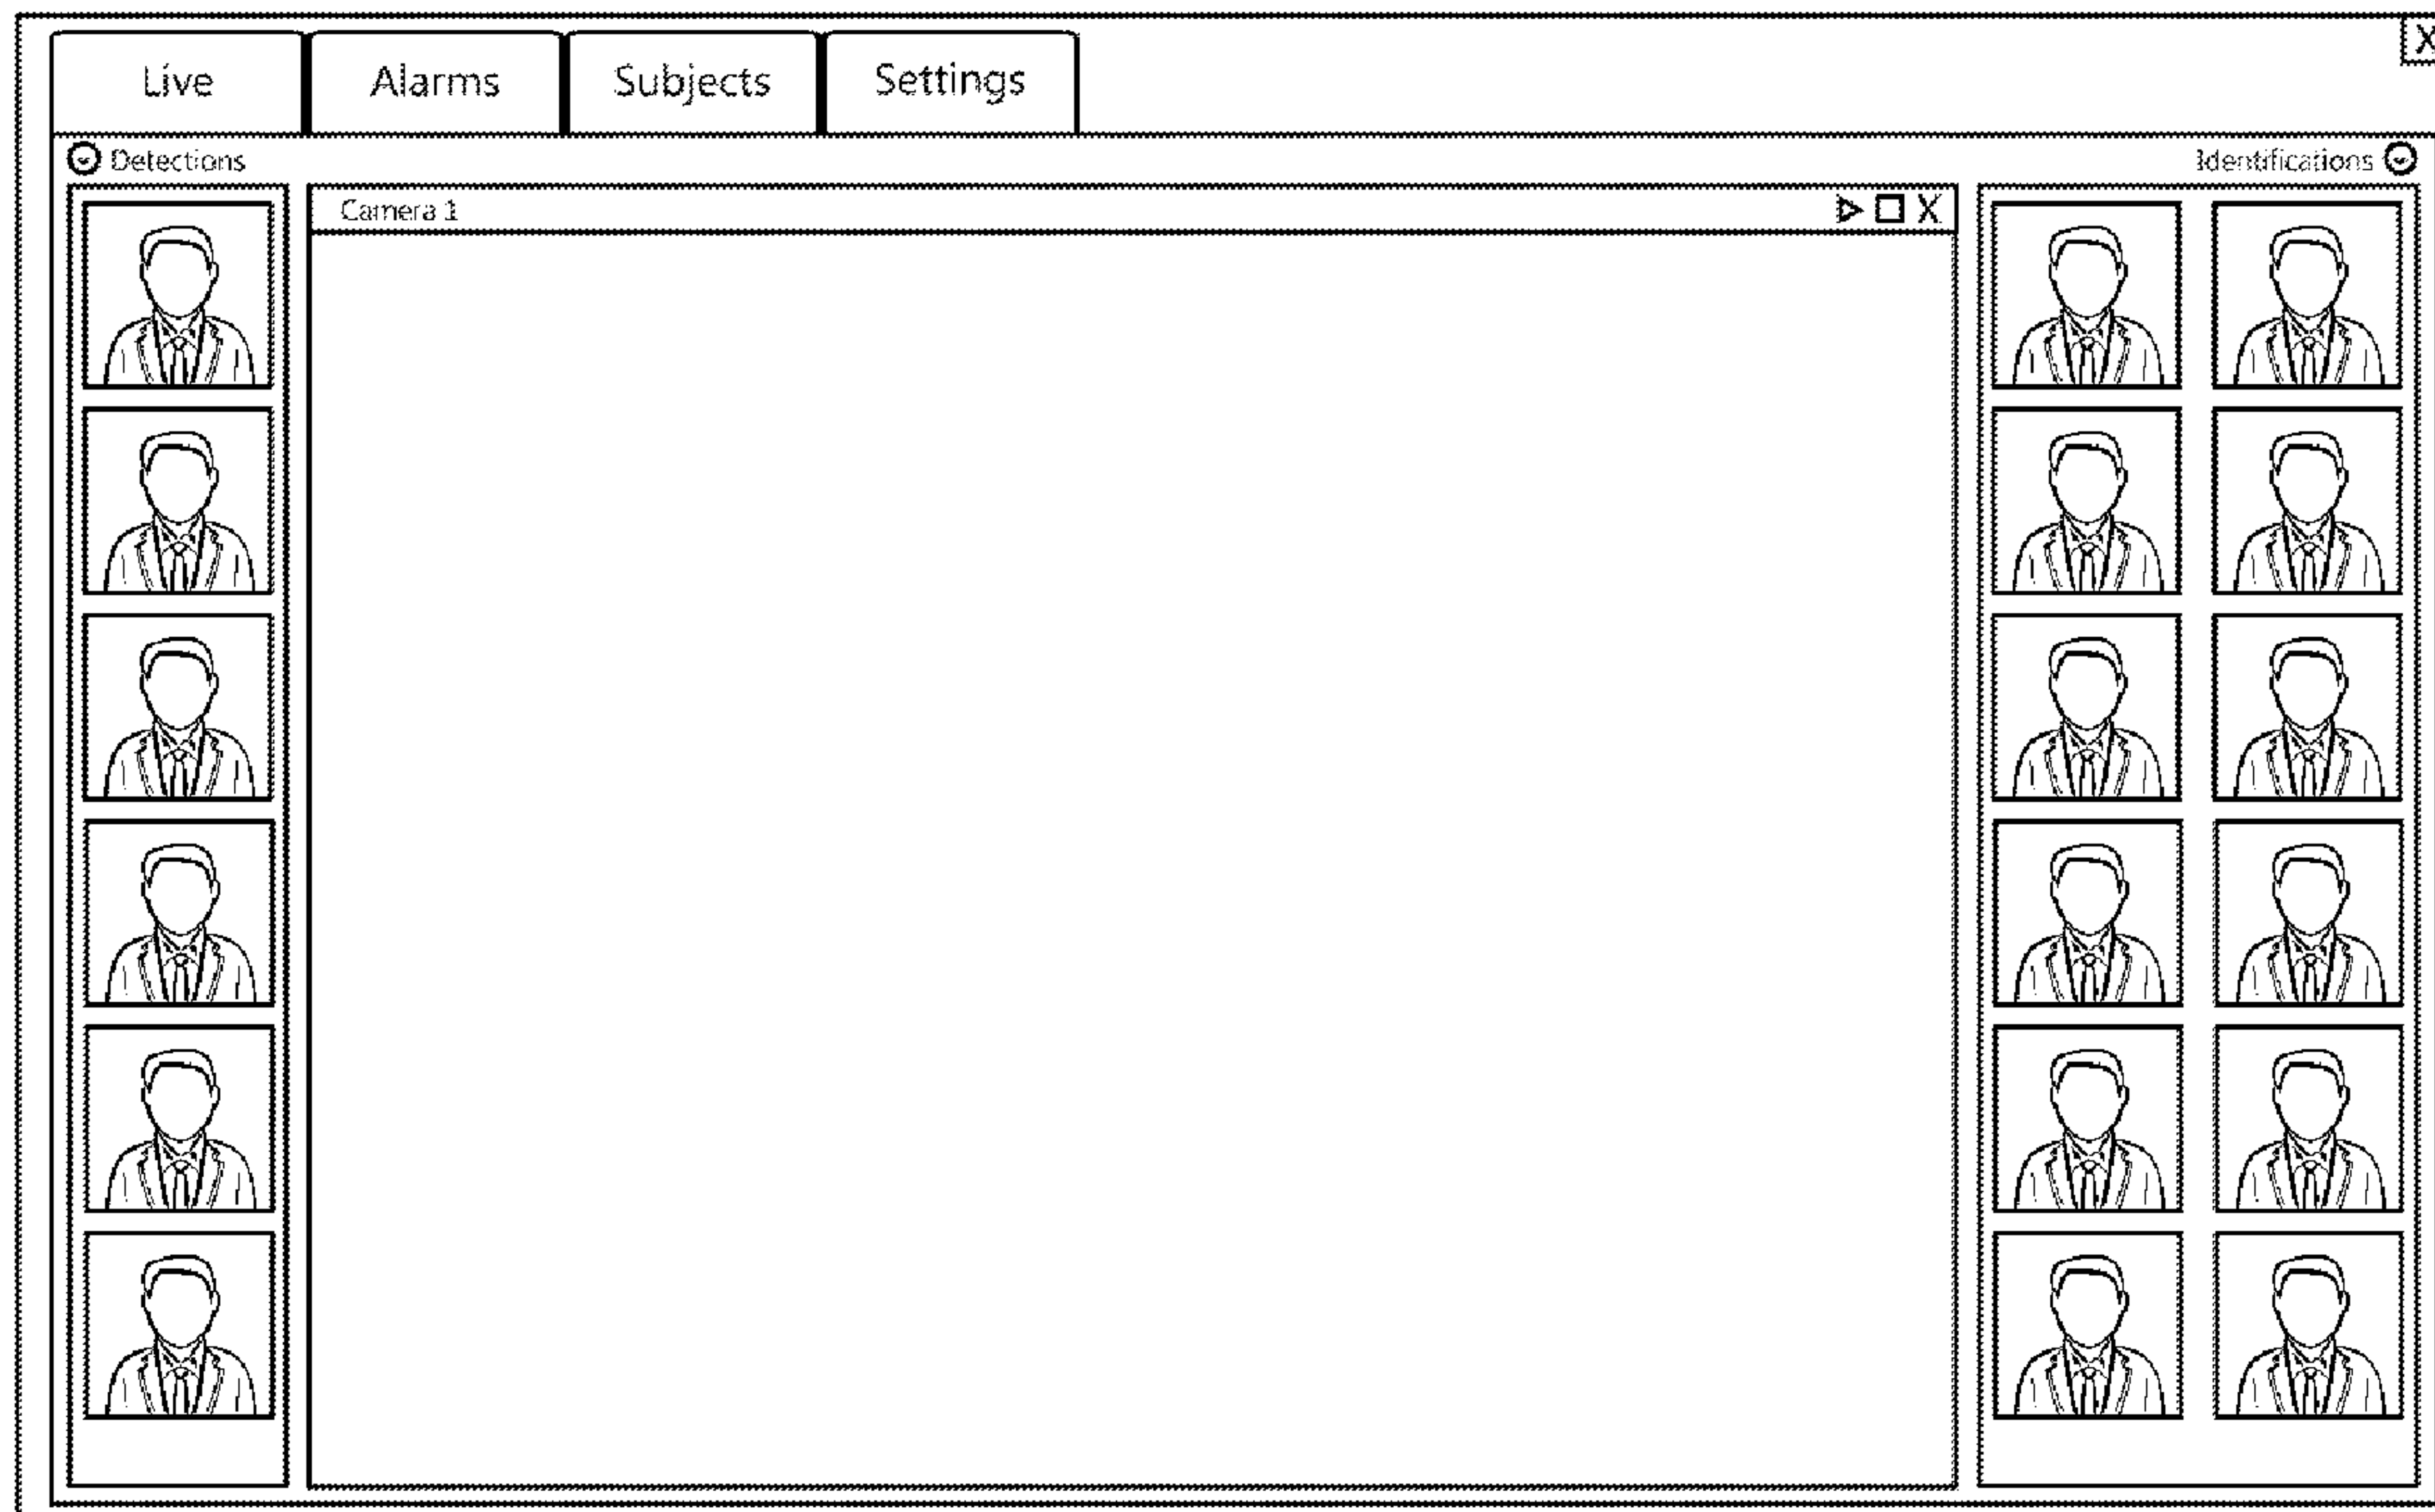 X
Live Alarms Subjects Settings
Detections Identifications
Camera 1 X